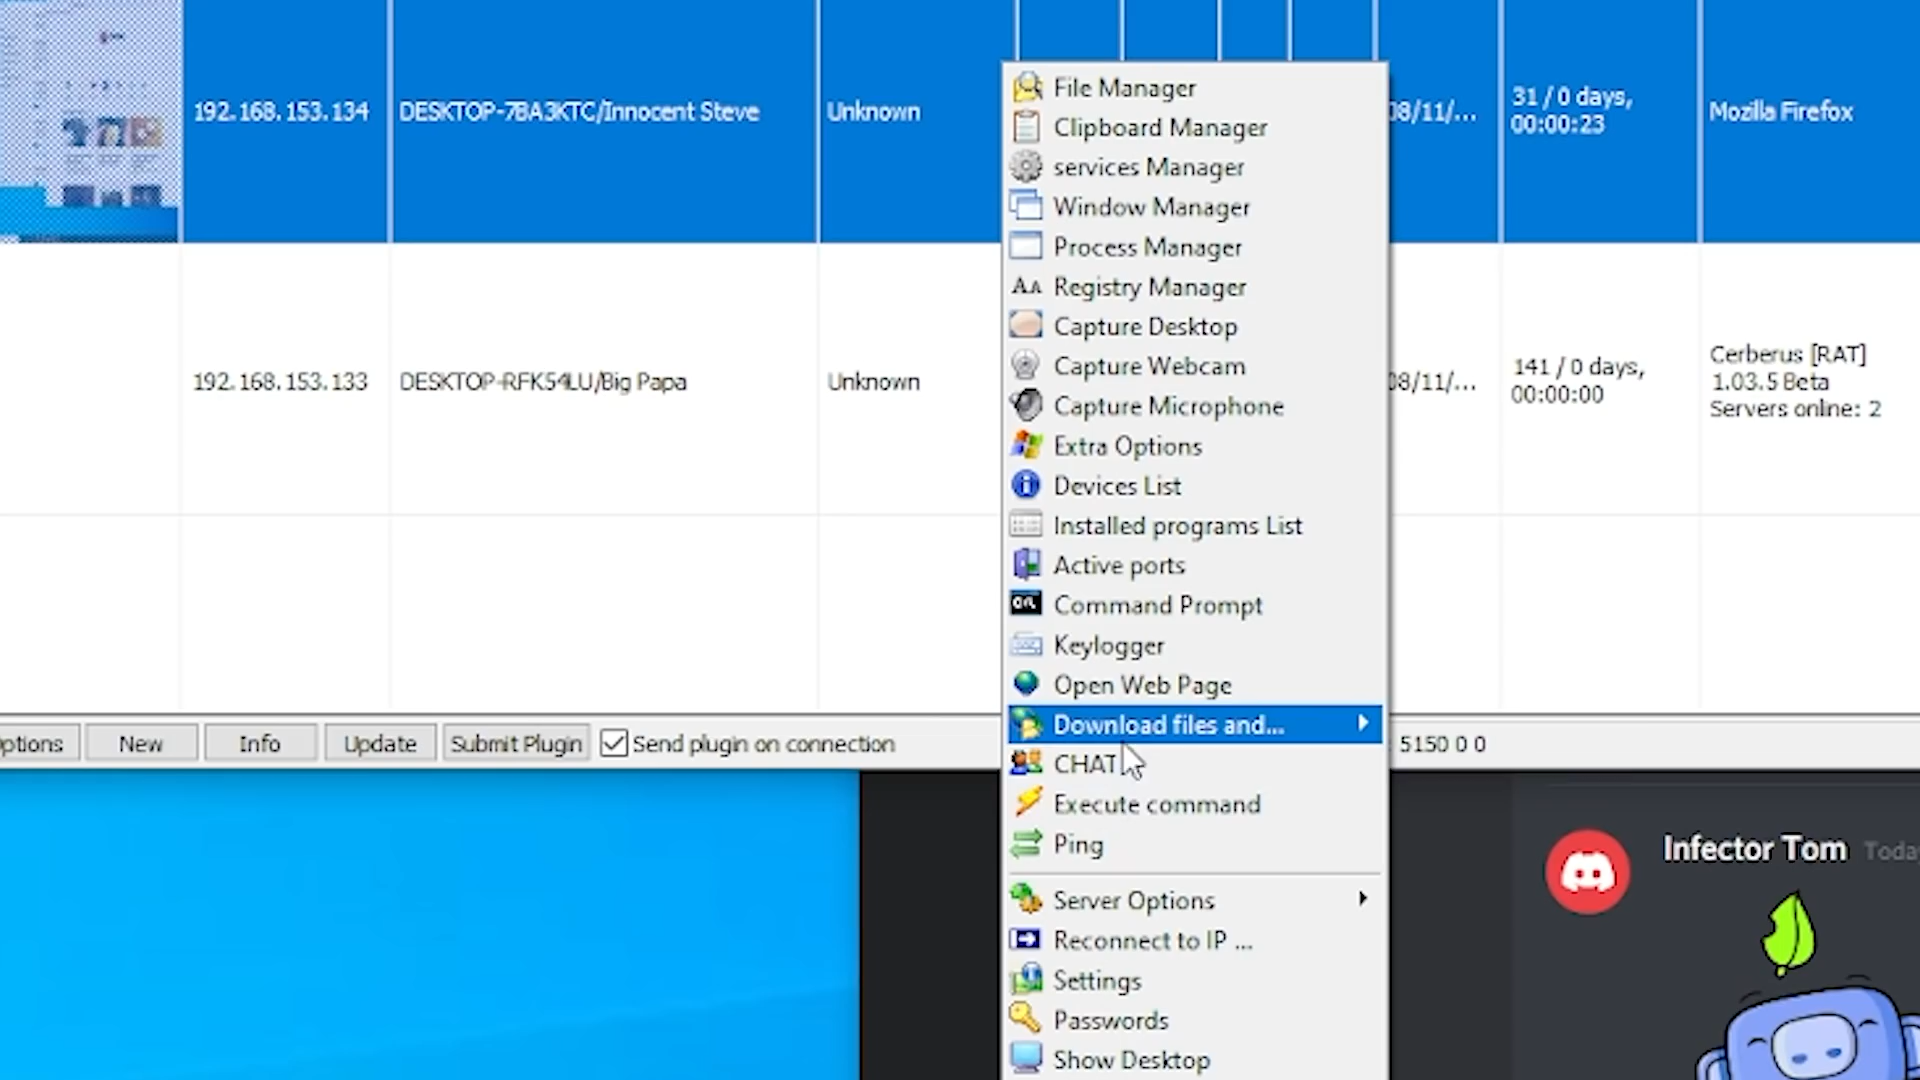 192.168.153.134
DESKTOP-7BA3KTC/Innocent Steve
Unknown
08/11/...
31 / 0 days,
00:00:23
Mozilla Firefox
192.168.153.133
DESKTOP-RFK54LU/Big Papa
Unknown
08/11/...
141 / 0 days,
00:00:00
Cerberus [RAT]
1.03.5 Beta
Servers online: 2
File Manager
Clipboard Manager
services Manager
Window Manager
Process Manager
Registry Manager
Capture Desktop
Capture Webcam
Capture Microphone
Extra Options
Devices List
Installed programs List
Active ports
Command Prompt
Keylogger
Open Web Page
Download files and...
CHAT
Execute command
Ping
Server Options
Reconnect to IP ...
Settings
Passwords
Show Desktop
ptions
New
Info
Update
Submit Plugin
Send plugin on connection
5150 0 0
Infector Tom
Toda